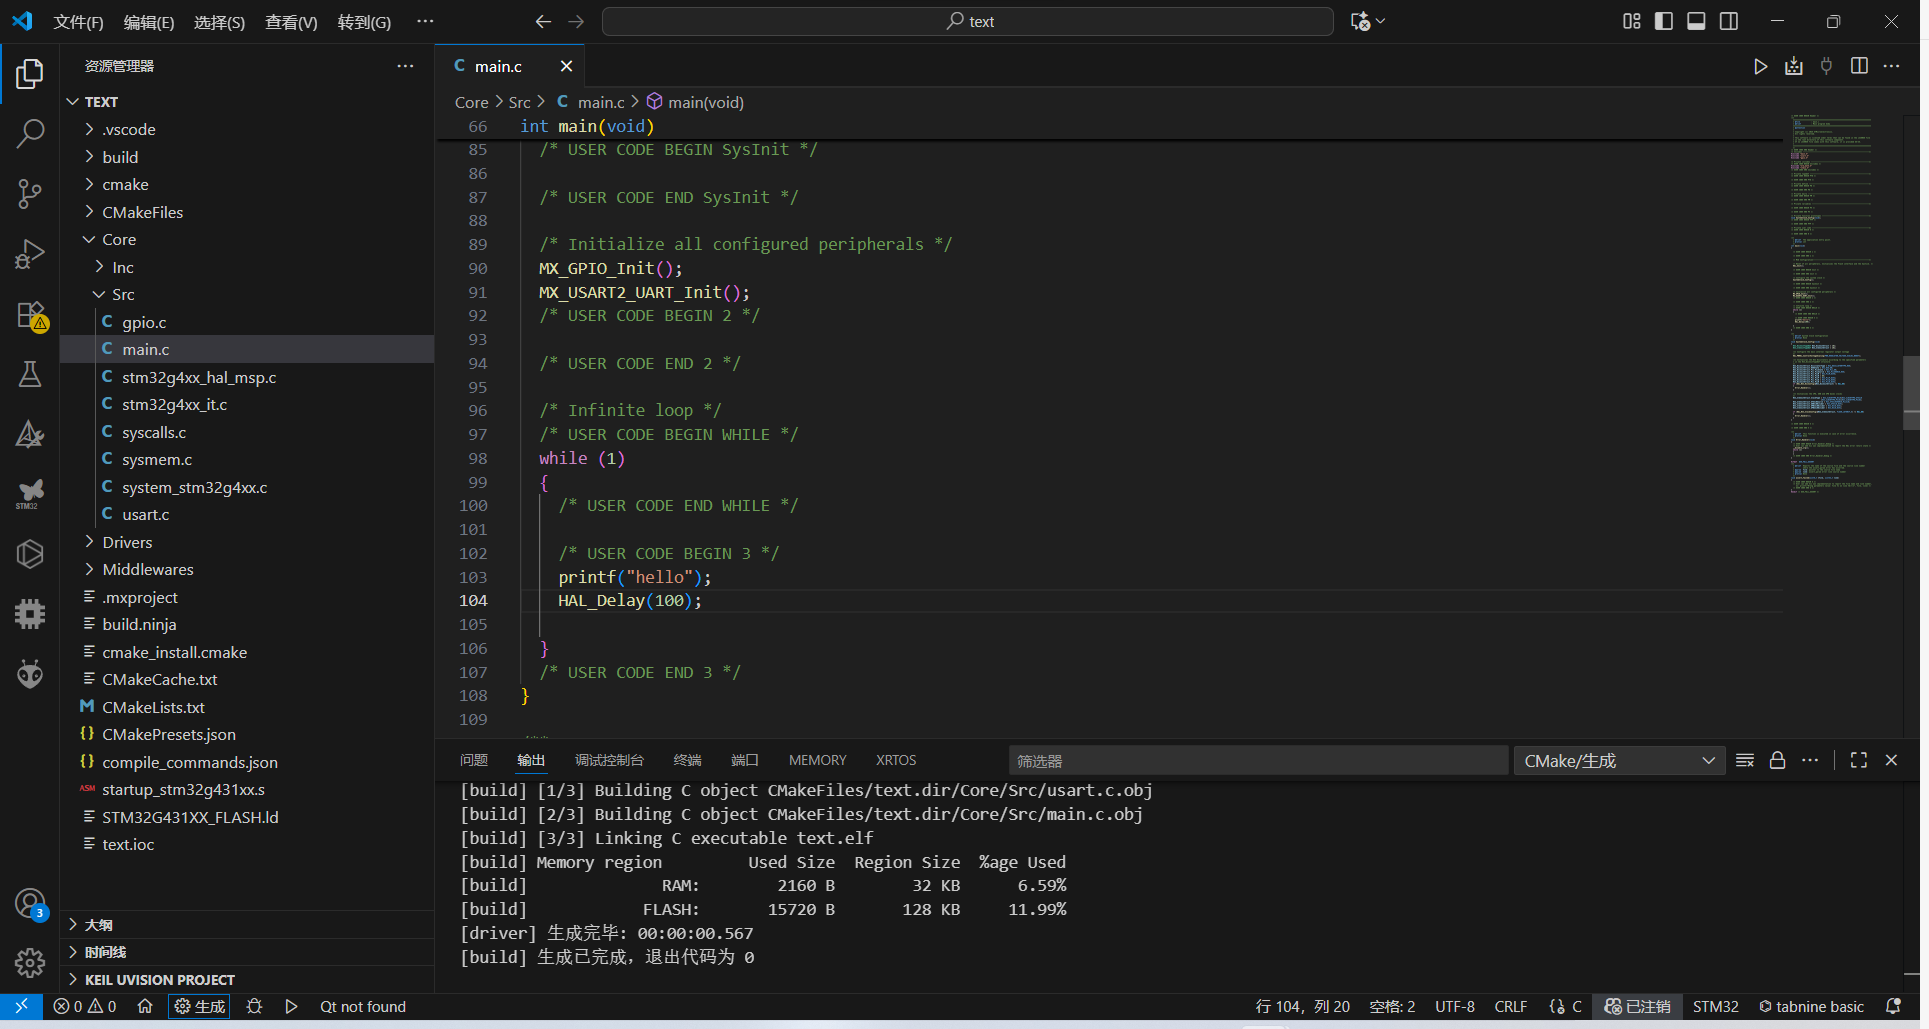 文件(F) 编辑(E) 选择(S) 查看(V) 转到(G) ··· text
资源管理器 ···
TEXT
.vscode
build
cmake
CMakeFiles
Core
Inc
Src
C gpio.c
C main.c
C stm32g4xx_hal_msp.c
C stm32g4xx_it.c
C syscalls.c
C sysmem.c
C system_stm32g4xx.c
C usart.c
Drivers
Middlewares
.mxproject
build.ninja
cmake_install.cmake
CMakeCache.txt
M CMakeLists.txt
{} CMakePresets.json
{} compile_commands.json
ASM startup_stm32g431xx.s
STM32G431XX_FLASH.ld
text.ioc
大纲
时间线
KEIL UVISION PROJECT
STM32
3
C main.c
Core > Src > C main.c > main(void)
66 int main(void)
85 /* USER CODE BEGIN SysInit */
86
87 /* USER CODE END SysInit */
88
89 /* Initialize all configured peripherals */
90 MX_GPIO_Init();
91 MX_USART2_UART_Init();
92 /* USER CODE BEGIN 2 */
93
94 /* USER CODE END 2 */
95
96 /* Infinite loop */
97 /* USER CODE BEGIN WHILE */
98 while (1)
99 {
100 /* USER CODE END WHILE */
101
102 /* USER CODE BEGIN 3 */
103 printf("hello");
104 HAL_Delay(100);
105
106 }
107 /* USER CODE END 3 */
108 }
109
问题 输出 调试控制台 终端 端口 MEMORY XRTOS 筛选器 CMake/生成
[build] [1/3] Building C object CMakeFiles/text.dir/Core/Src/usart.c.obj
[build] [2/3] Building C object CMakeFiles/text.dir/Core/Src/main.c.obj
[build] [3/3] Linking C executable text.elf
[build] Memory region Used Size Region Size %age Used
[build] RAM: 2160 B 32 KB 6.59%
[build] FLASH: 15720 B 128 KB 11.99%
[driver] 生成完毕: 00:00:00.567
[build] 生成已完成，退出代码为 0
0 0 生成 Qt not found 行 104，列 20 空格: 2 UTF-8 CRLF {} C 已注销 STM32 tabnine basic